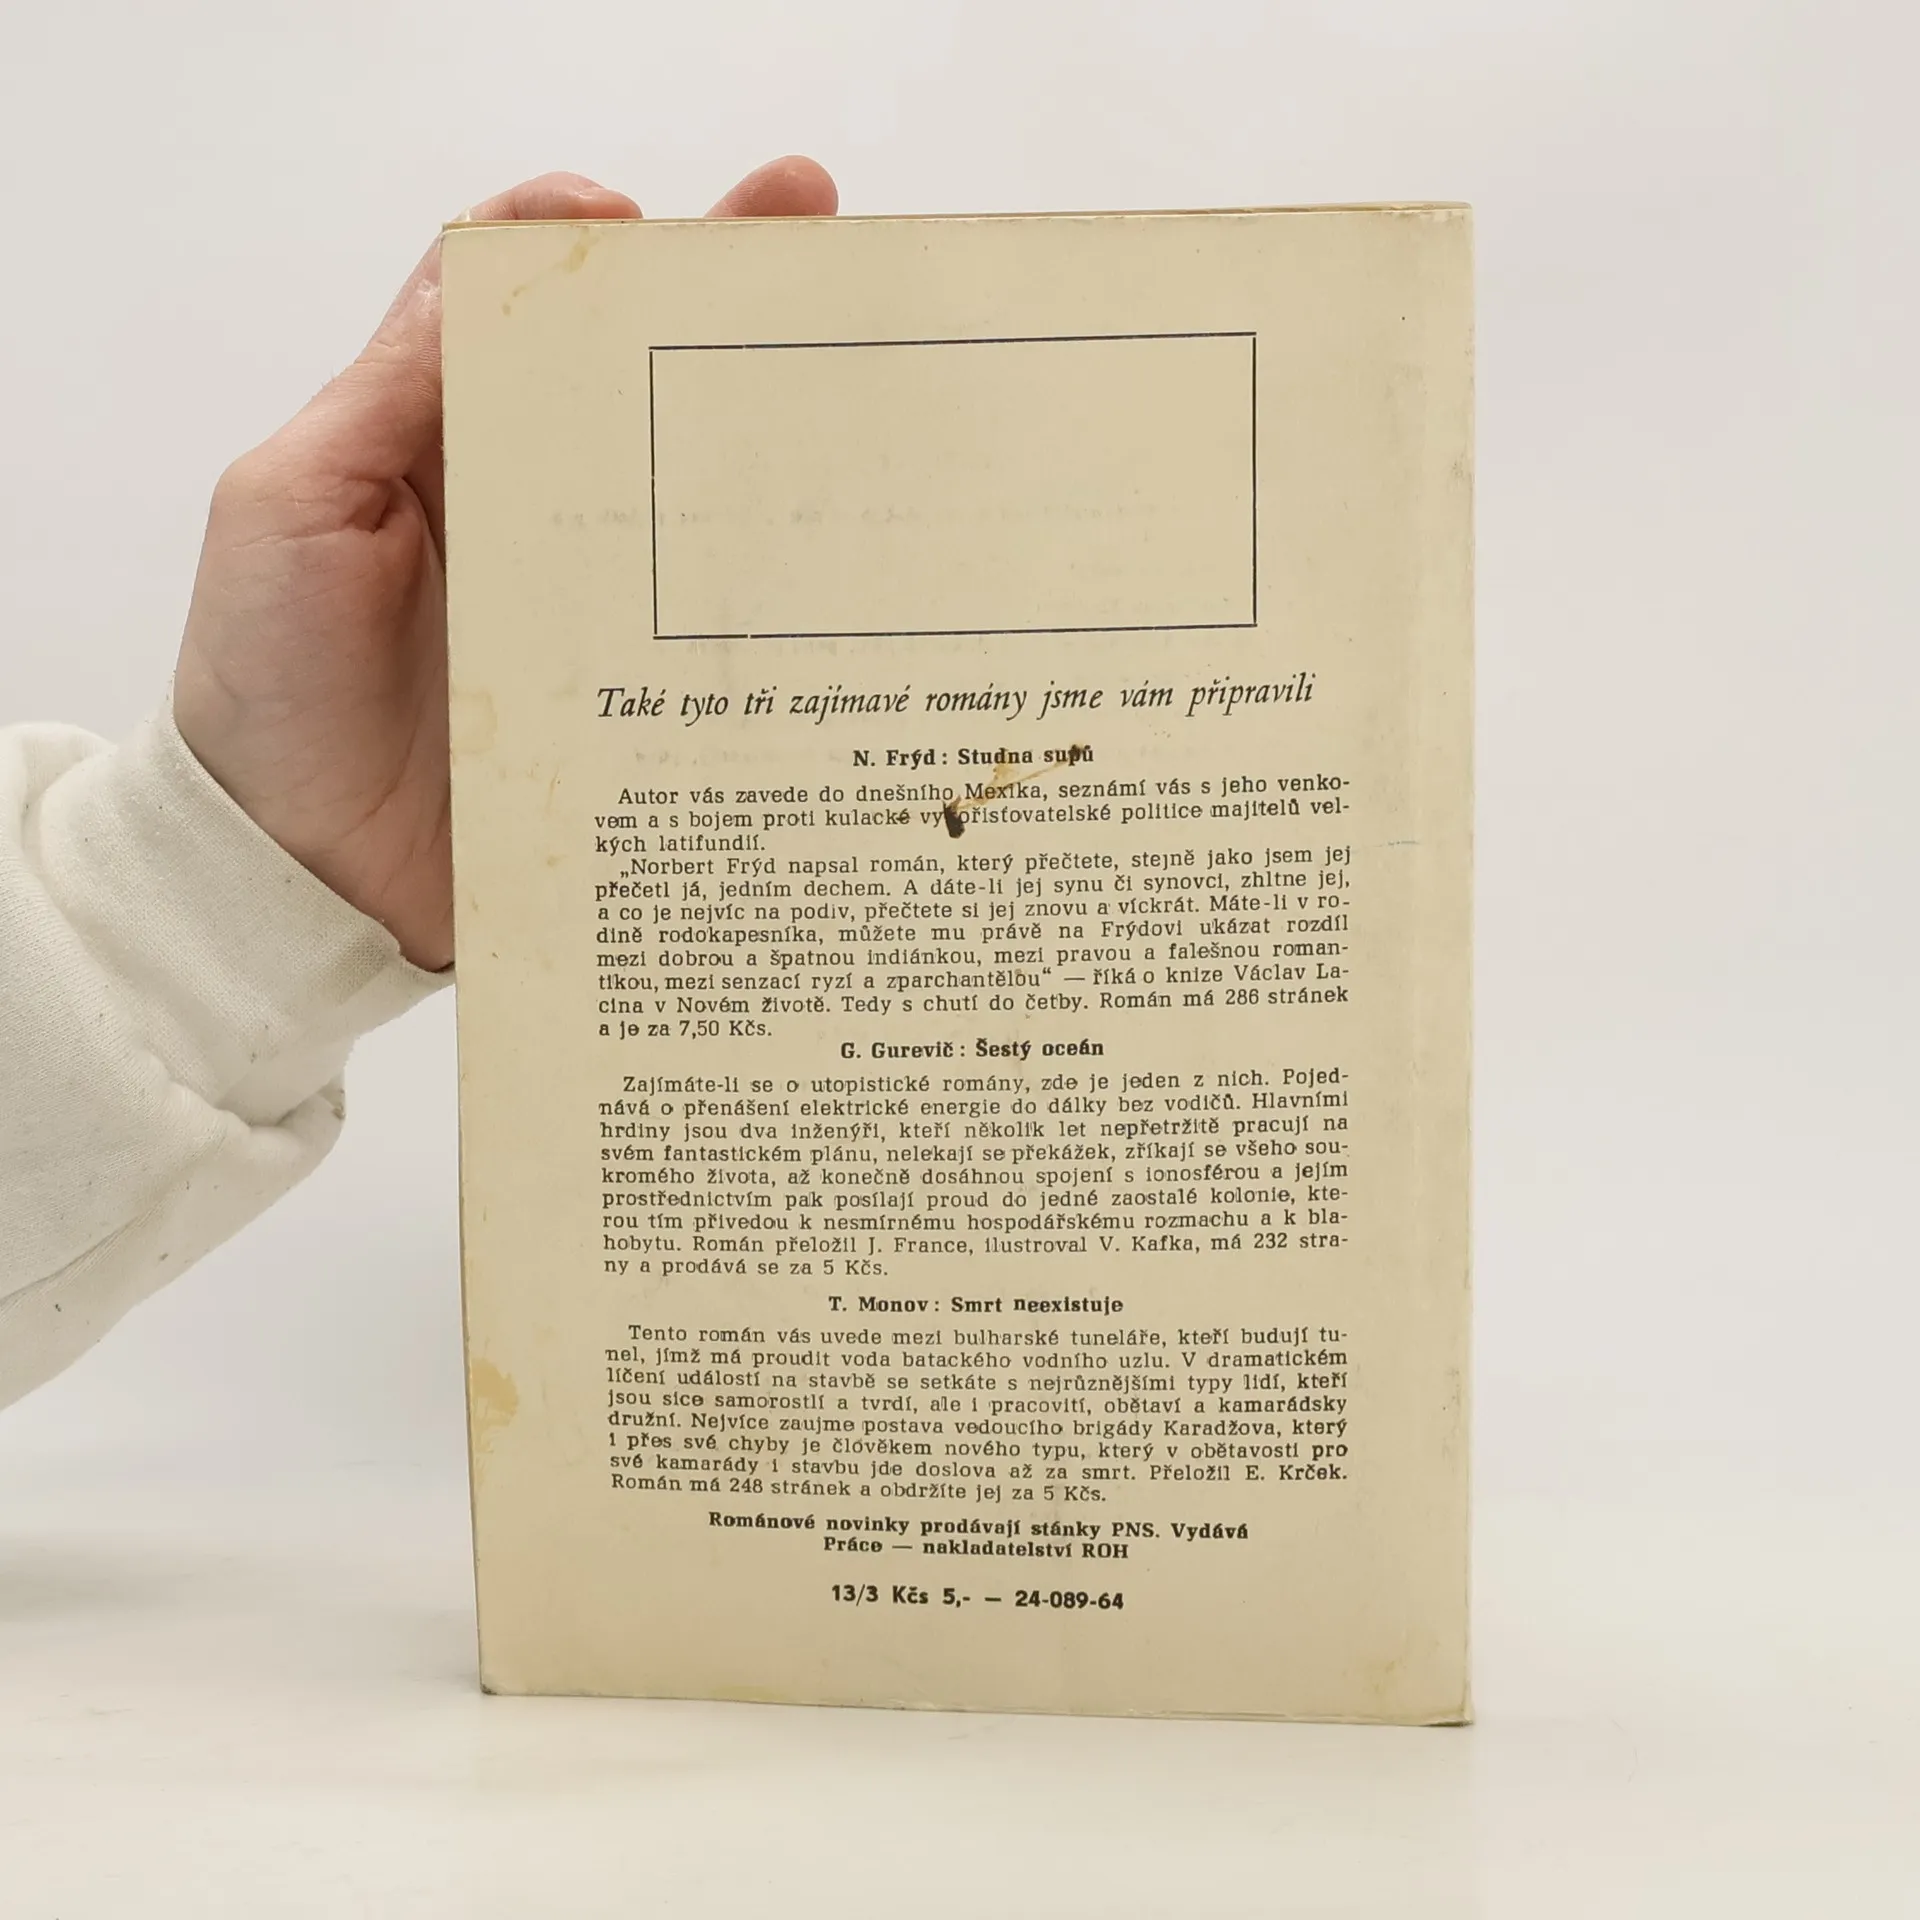 Také tyto tři zajímavé romány jsme vám připravili
N. Frýd: Studna supů
Autor vás zavede do dnešního Mexika, seznámí vás s jeho venko-
vem a s bojem proti kulacké vykořisťovatelské politice majitelů vel-
kých latifundií.
„Norbert Frýd napsal román, který přečtete, stejně jako jsem jej
přečetl já, jedním dechem. A dáte-li jej synu či synovci, zhltne jej,
a co je nejvíc na podiv, přečtete si jej znovu a víckrát. Máte-li v ro-
dině rodokapesníka, můžete mu právě na Frýdovi ukázat rozdíl
mezi dobrou a špatnou indiánkou, mezi pravou a falešnou roman-
tikou, mezi senzací ryzí a zparchantělou“ — říká o knize Václav La-
cina v Novém životě. Tedy s chutí do četby. Román má 286 stránek
a je za 7,50 Kčs.
G. Gurevič: Šestý oceán
Zajímáte-li se o utopistické romány, zde je jeden z nich. Pojed-
nává o přenášení elektrické energie do dálky bez vodičů. Hlavními
hrdiny jsou dva inženýři, kteří několik let nepřetržitě pracují na
svém fantastickém plánu, nelekají se překážek, zříkají se všeho sou-
kromého života, až konečně dosáhnou spojení s ionosférou a jejím
prostřednictvím pak posílají proud do jedné zaostalé kolonie, kte-
rou tím přivedou k nesmírnému hospodářskému rozmachu a k bla-
hobytu. Román přeložil J. France, ilustroval V. Kafka, má 232 stra-
ny a prodává se za 5 Kčs.
T. Monov: Smrt neexistuje
Tento román vás uvede mezi bulharské tuneláře, kteří budují tu-
nel, jímž má proudit voda batackého vodního uzlu. V dramatickém
líčení událostí na stavbě se setkáte s nejrůznějšími typy lidí, kteří
jsou sice samorostlí a tvrdí, ale i pracovití, obětaví a kamarádsky
družní. Nejvíce zaujme postava vedoucího brigády Karadžova, který
i přes své chyby je člověkem nového typu, který v obětavosti pro
své kamarády i stavbu jde doslova až za smrt. Přeložil E. Krček.
Román má 248 stránek a obdržíte jej za 5 Kčs.
Románové novinky prodávají stánky PNS. Vydává
Práce — nakladatelství ROH
13/3 Kčs 5,- — 24-089-64